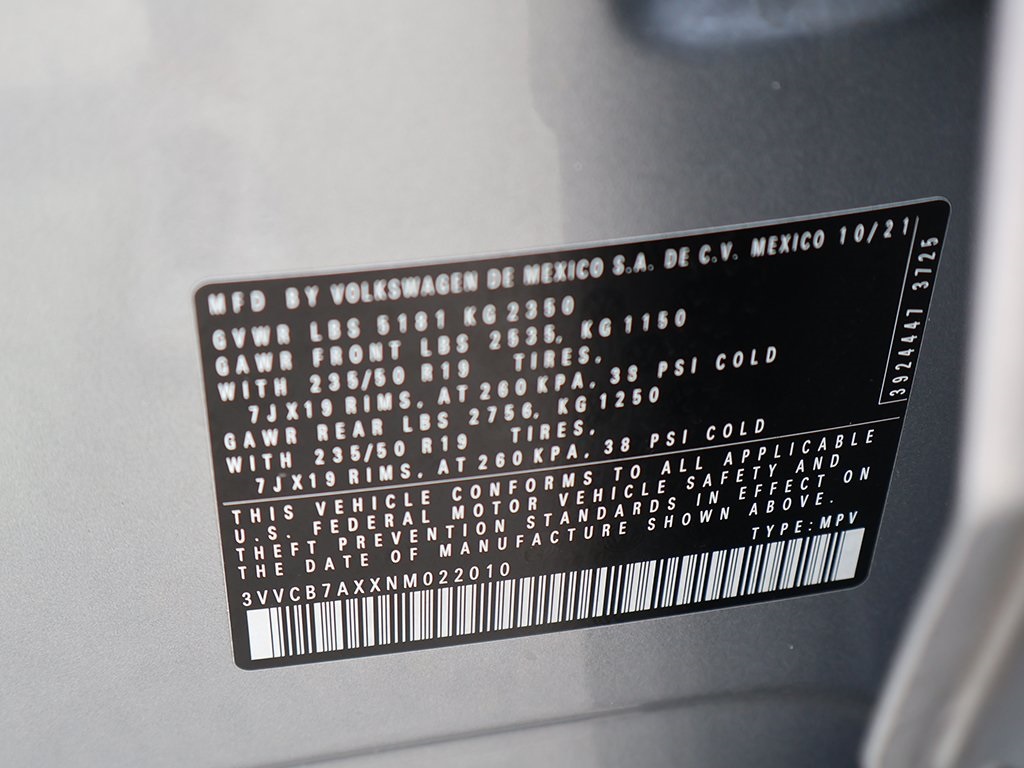 MFD BY VOLKSWAGEN DE MEXICO S.A. DE C.V. MEXICO 10/21
GVWR LBS 5181 KG 2350
GAWR FRONT LBS 2535, KG 1150
WITH 235/50 R19 TIRES,
7JX19 RIMS, AT 260 KPA, 38 PSI COLD
GAWR REAR LBS 2756, KG 1250
WITH 235/50 R19 TIRES,
7JX19 RIMS, AT 260 KPA, 38 PSI COLD
3924447 3725
THIS VEHICLE CONFORMS TO ALL APPLICABLE
U.S. FEDERAL MOTOR VEHICLE SAFETY AND
THEFT PREVENTION STANDARDS IN EFFECT ON
THE DATE OF MANUFACTURE SHOWN ABOVE.
TYPE: MPV
3VVCB7AXXNM022010